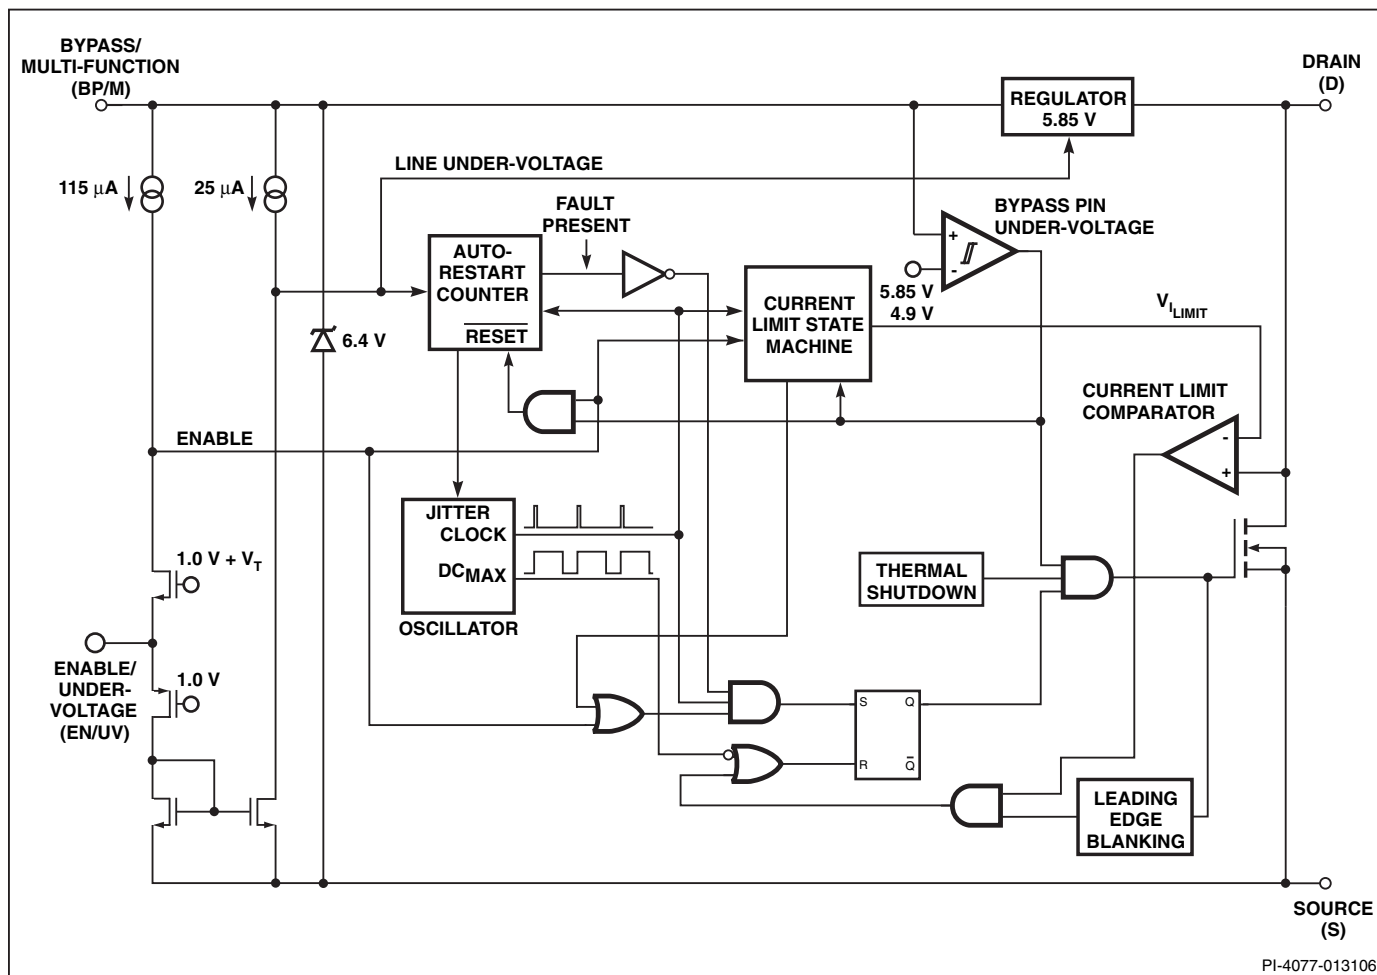 BYPASS/
MULTI-FUNCTION
(BP/M)
DRAIN
(D)
REGULATOR
5.85 V
LINE UNDER-VOLTAGE
115 μA
25 μA
FAULT
PRESENT
BYPASS PIN
UNDER-VOLTAGE
AUTO-
RESTART
COUNTER
RESET
+
-
5.85 V
4.9 V
CURRENT
LIMIT STATE
MACHINE
VILIMIT
6.4 V
CURRENT LIMIT
COMPARATOR
-
+
ENABLE
JITTER
CLOCK
DCMAX
OSCILLATOR
1.0 V + VT
THERMAL
SHUTDOWN
ENABLE/
UNDER-
VOLTAGE
(EN/UV)
1.0 V
S Q
R Q̅
LEADING
EDGE
BLANKING
SOURCE
(S)
PI-4077-013106